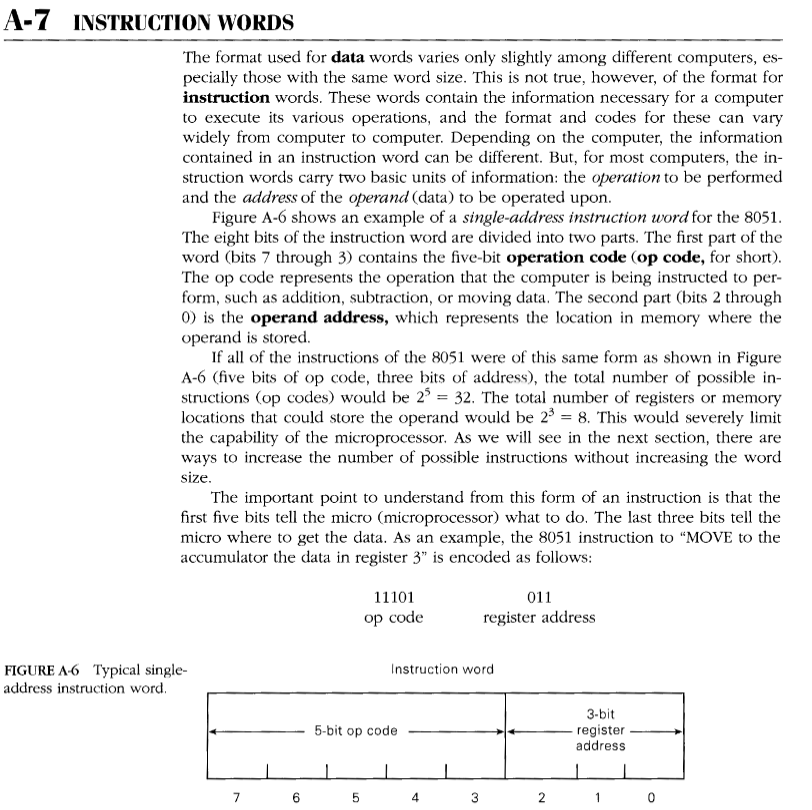 A-7 INSTRUCTION WORDS
The format used for data words varies only slightly among different computers, es-
pecially those with the same word size. This is not true, however, of the format for
instruction words. These words contain the information necessary for a computer
to execute its various operations, and the format and codes for these can vary
widely from computer to computer. Depending on the computer, the information
contained in an instruction word can be different. But, for most computers, the in-
struction words carry two basic units of information: the operation to be performed
and the address of the operand (data) to be operated upon.
Figure A-6 shows an example of a single-address instruction word for the 8051.
The eight bits of the instruction word are divided into two parts. The first part of the
word (bits 7 through 3) contains the five-bit operation code (op code, for short).
The op code represents the operation that the computer is being instructed to per-
form, such as addition, subtraction, or moving data. The second part (bits 2 through
0) is the operand address, which represents the location in memory where the
operand is stored.
If all of the instructions of the 8051 were of this same form as shown in Figure
A-6 (five bits of op code, three bits of address), the total number of possible in-
structions (op codes) would be 2⁵ = 32. The total number of registers or memory
locations that could store the operand would be 2³ = 8. This would severely limit
the capability of the microprocessor. As we will see in the next section, there are
ways to increase the number of possible instructions without increasing the word
size.
The important point to understand from this form of an instruction is that the
first five bits tell the micro (microprocessor) what to do. The last three bits tell the
micro where to get the data. As an example, the 8051 instruction to “MOVE to the
accumulator the data in register 3” is encoded as follows:
11101 011
op code register address
FIGURE A-6 Typical single-
address instruction word.
Instruction word
5-bit op code
3-bit
register
address
7 6 5 4 3 2 1 0